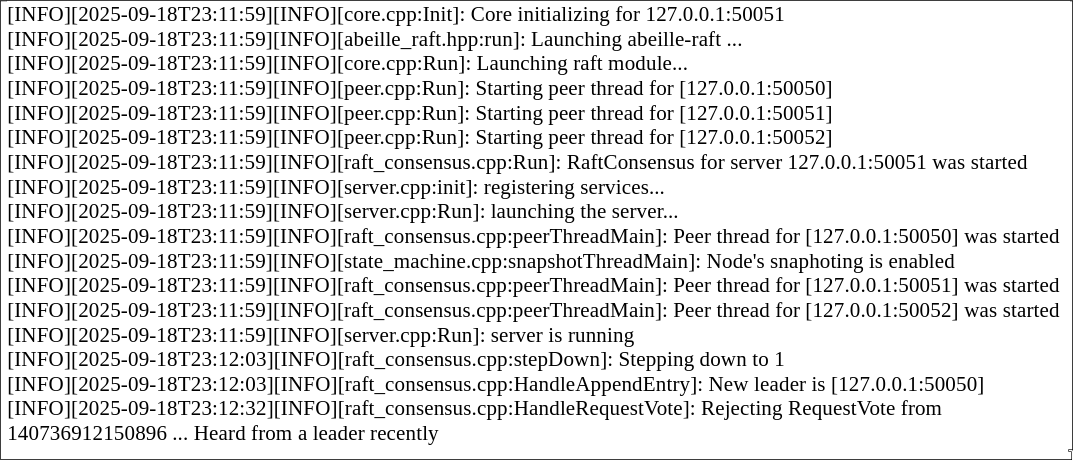 [INFO][2025-09-18T23:11:59][INFO][core.cpp:Init]: Core initializing for 127.0.0.1:50051
[INFO][2025-09-18T23:11:59][INFO][abeille_raft.hpp:run]: Launching abeille-raft ...
[INFO][2025-09-18T23:11:59][INFO][core.cpp:Run]: Launching raft module...
[INFO][2025-09-18T23:11:59][INFO][peer.cpp:Run]: Starting peer thread for [127.0.0.1:50050]
[INFO][2025-09-18T23:11:59][INFO][peer.cpp:Run]: Starting peer thread for [127.0.0.1:50051]
[INFO][2025-09-18T23:11:59][INFO][peer.cpp:Run]: Starting peer thread for [127.0.0.1:50052]
[INFO][2025-09-18T23:11:59][INFO][raft_consensus.cpp:Run]: RaftConsensus for server 127.0.0.1:50051 was started
[INFO][2025-09-18T23:11:59][INFO][server.cpp:init]: registering services...
[INFO][2025-09-18T23:11:59][INFO][server.cpp:Run]: launching the server...
[INFO][2025-09-18T23:11:59][INFO][raft_consensus.cpp:peerThreadMain]: Peer thread for [127.0.0.1:50050] was started
[INFO][2025-09-18T23:11:59][INFO][state_machine.cpp:snapshotThreadMain]: Node's snaphoting is enabled
[INFO][2025-09-18T23:11:59][INFO][raft_consensus.cpp:peerThreadMain]: Peer thread for [127.0.0.1:50051] was started
[INFO][2025-09-18T23:11:59][INFO][raft_consensus.cpp:peerThreadMain]: Peer thread for [127.0.0.1:50052] was started
[INFO][2025-09-18T23:11:59][INFO][server.cpp:Run]: server is running
[INFO][2025-09-18T23:12:03][INFO][raft_consensus.cpp:stepDown]: Stepping down to 1
[INFO][2025-09-18T23:12:03][INFO][raft_consensus.cpp:HandleAppendEntry]: New leader is [127.0.0.1:50050]
[INFO][2025-09-18T23:12:32][INFO][raft_consensus.cpp:HandleRequestVote]: Rejecting RequestVote from
140736912150896 ... Heard from a leader recently